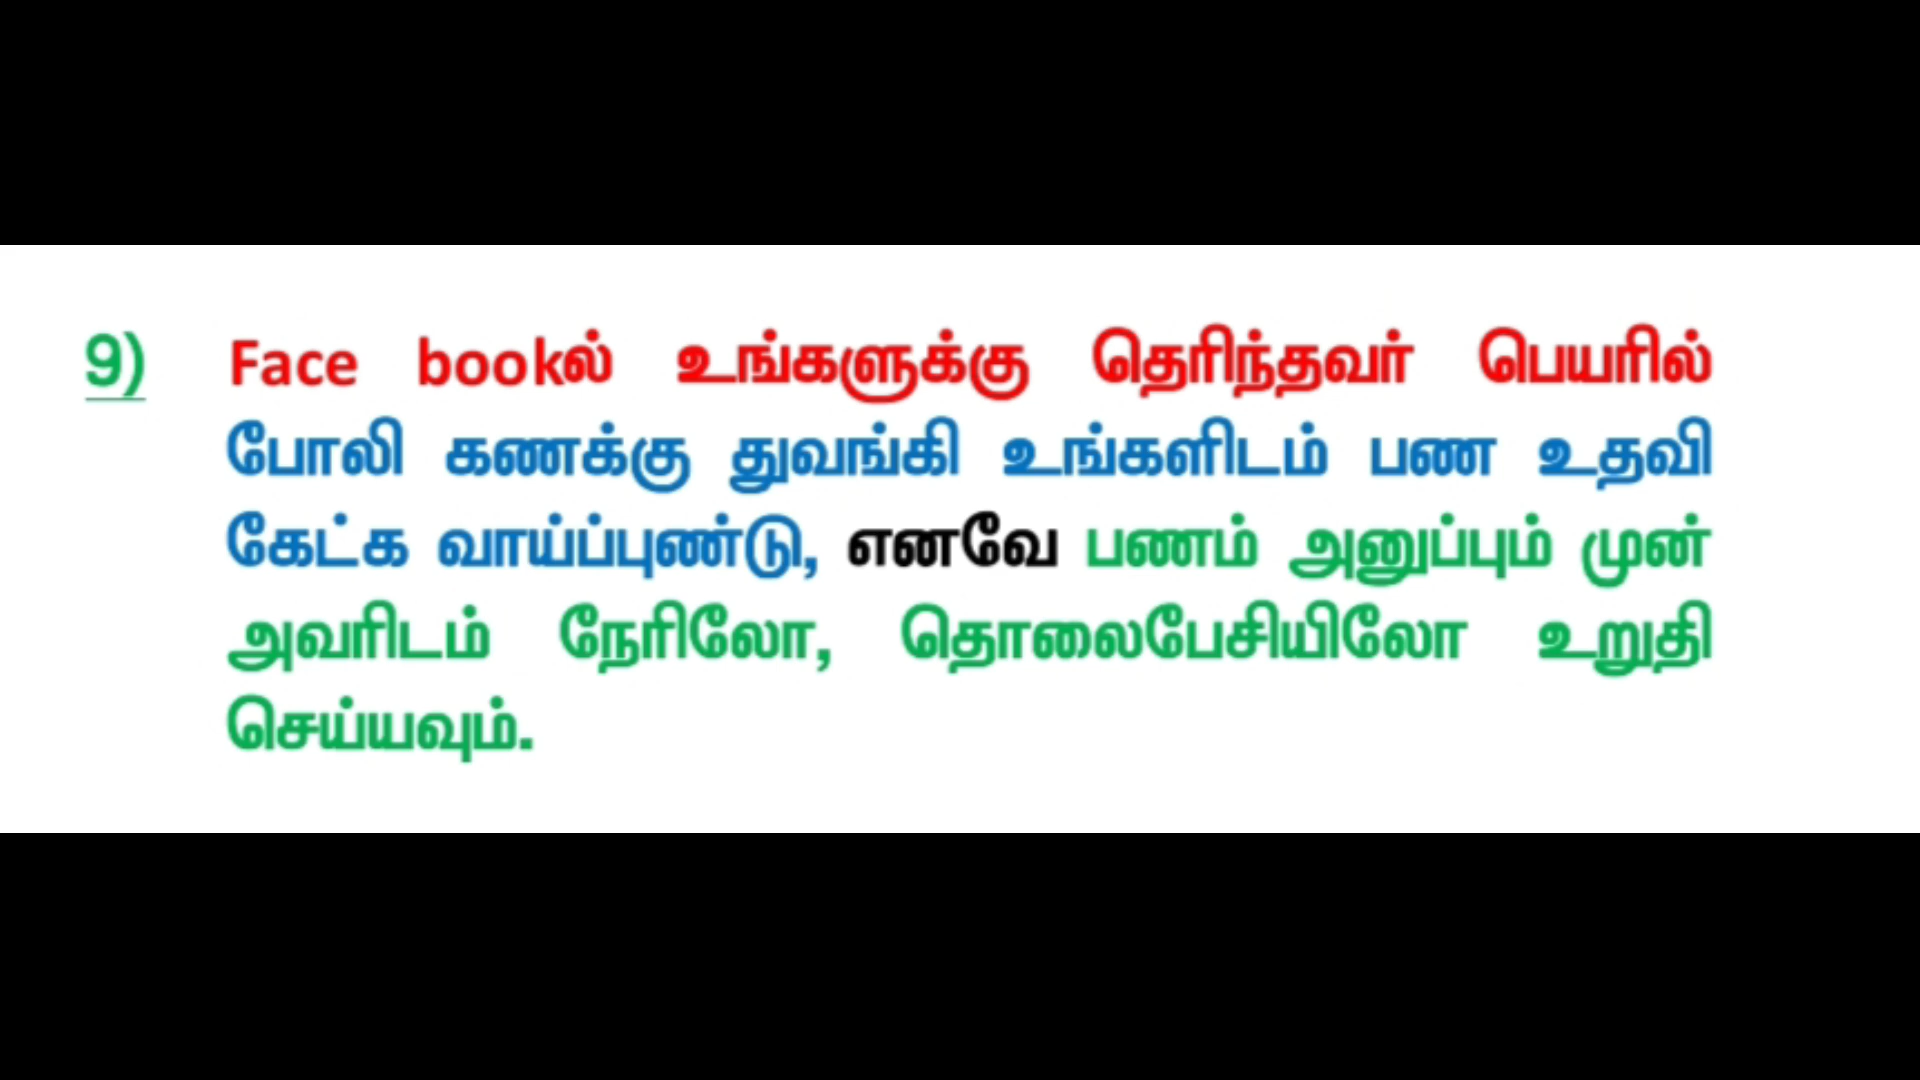 9) Face bookல் உங்களுக்கு தெரிந்தவர் பெயரில்
போலி கணக்கு துவங்கி உங்களிடம் பண உதவி
கேட்க வாய்ப்புண்டு, எனவே பணம் அனுப்பும் முன்
அவரிடம் நேரிலோ, தொலைபேசியிலோ உறுதி
செய்யவும்.